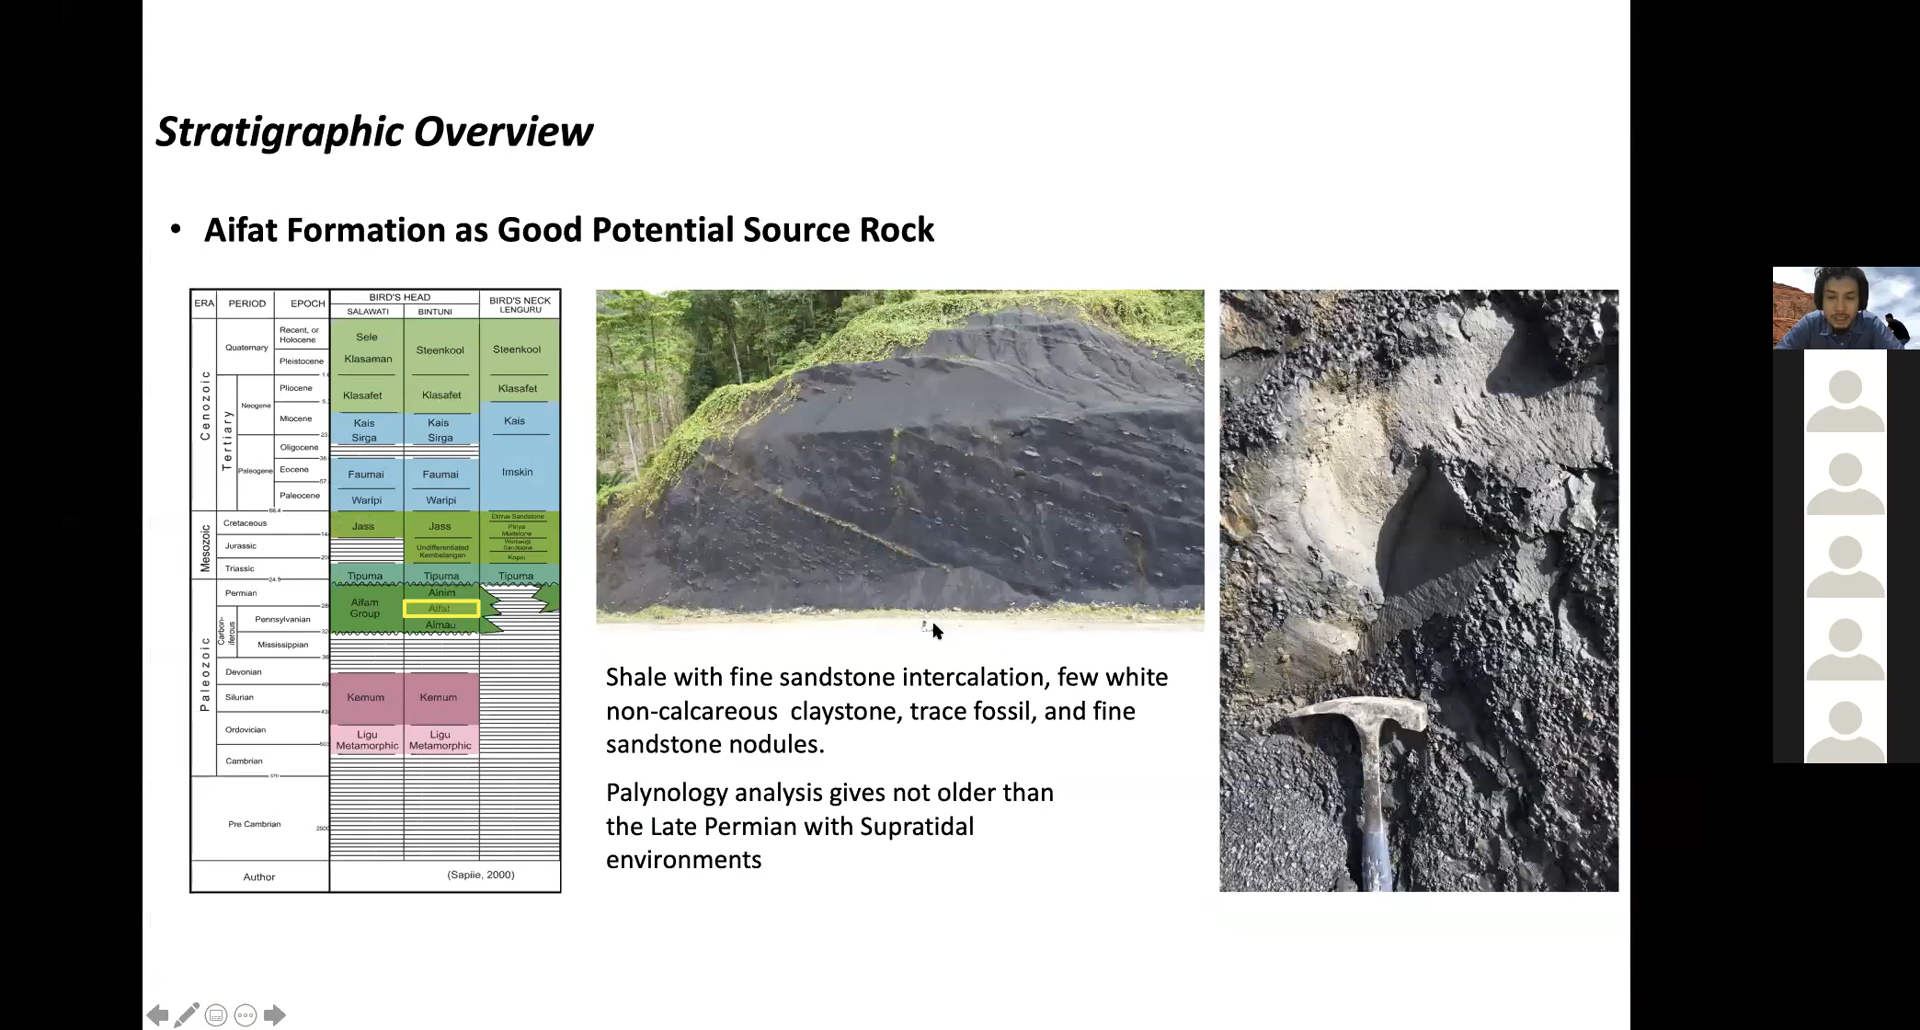 Stratigraphic Overview
• Aifat Formation as Good Potential Source Rock
ERA PERIOD EPOCH BIRD'S HEAD BIRD'S NECK
SALAWATI BINTUNI LENGURU
Cenozoic
Quaternary
Recent, or
Holocene
Pleistocene
Tertiary
Neogene
Pliocene
Miocene
Paleogene
Oligocene
Eocene
Paleocene
Mesozoic
Cretaceous
Jurassic
Triassic
Paleozoic
Permian
Carbon-
iferous
Pennsylvanian
Mississippian
Devonian
Silurian
Ordovician
Cambrian
570
Pre Cambrian
Author
Sele
Klasaman
Klasafet
Kais
Sirga
Faumai
Waripi
Jass
Tipuma
Aifam
Group
Kemum
Ligu
Metamorphic
Steenkool
Klasafet
Kais
Sirga
Faumai
Waripi
Jass
Undifferentiated
Kembelangan
Tipuma
Ainim
Aifat
Aimau
Kemum
Ligu
Metamorphic
Steenkool
Klasafet
Kais
Imskin
Sandstone
Piniya
Mudstone
Sandstone
Tipuma
(Sapiie, 2000)
Shale with fine sandstone intercalation, few white
non-calcareous claystone, trace fossil, and fine
sandstone nodules.
Palynology analysis gives not older than
the Late Permian with Supratidal
environments